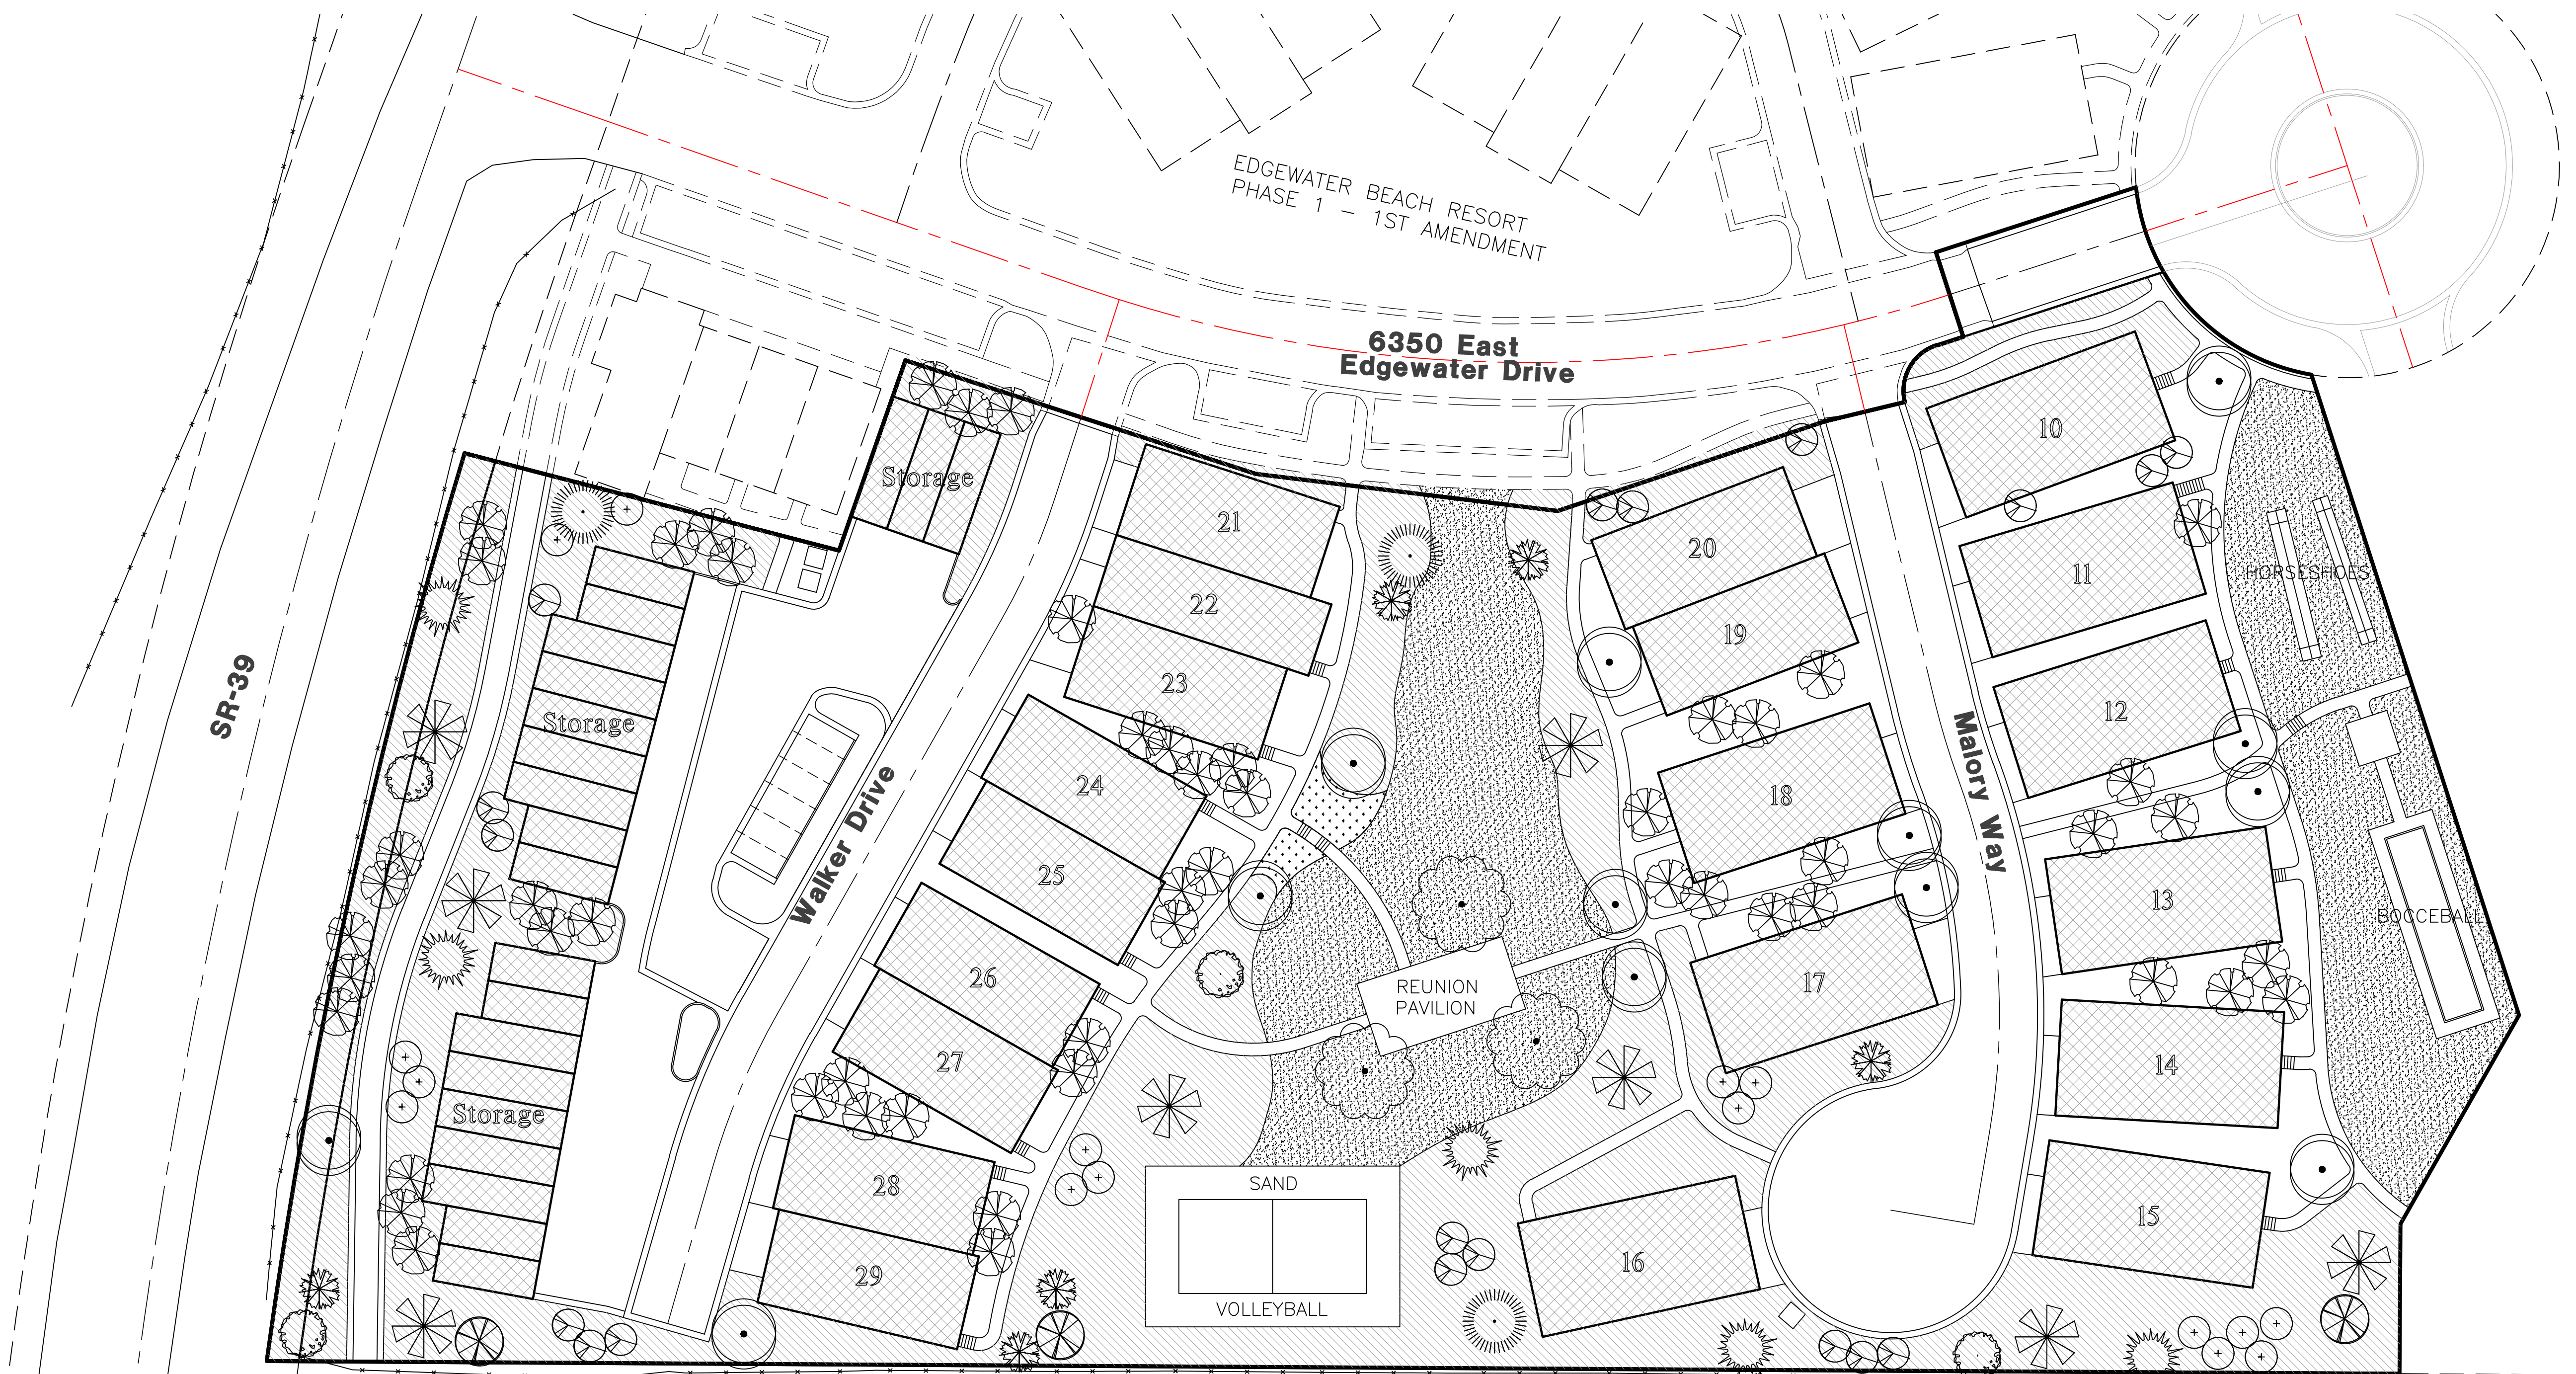 EDGEWATER BEACH RESORT
PHASE 1 – 1ST AMENDMENT
6350 East
Edgewater Drive
SR-39
Walker Drive
Malory Way
Storage
Storage
Storage
21
22
23
24
25
26
27
28
29
20
19
18
17
16
10
11
12
13
14
15
HORSESHOES
BOCCEBALL
REUNION
PAVILION
SAND
VOLLEYBALL